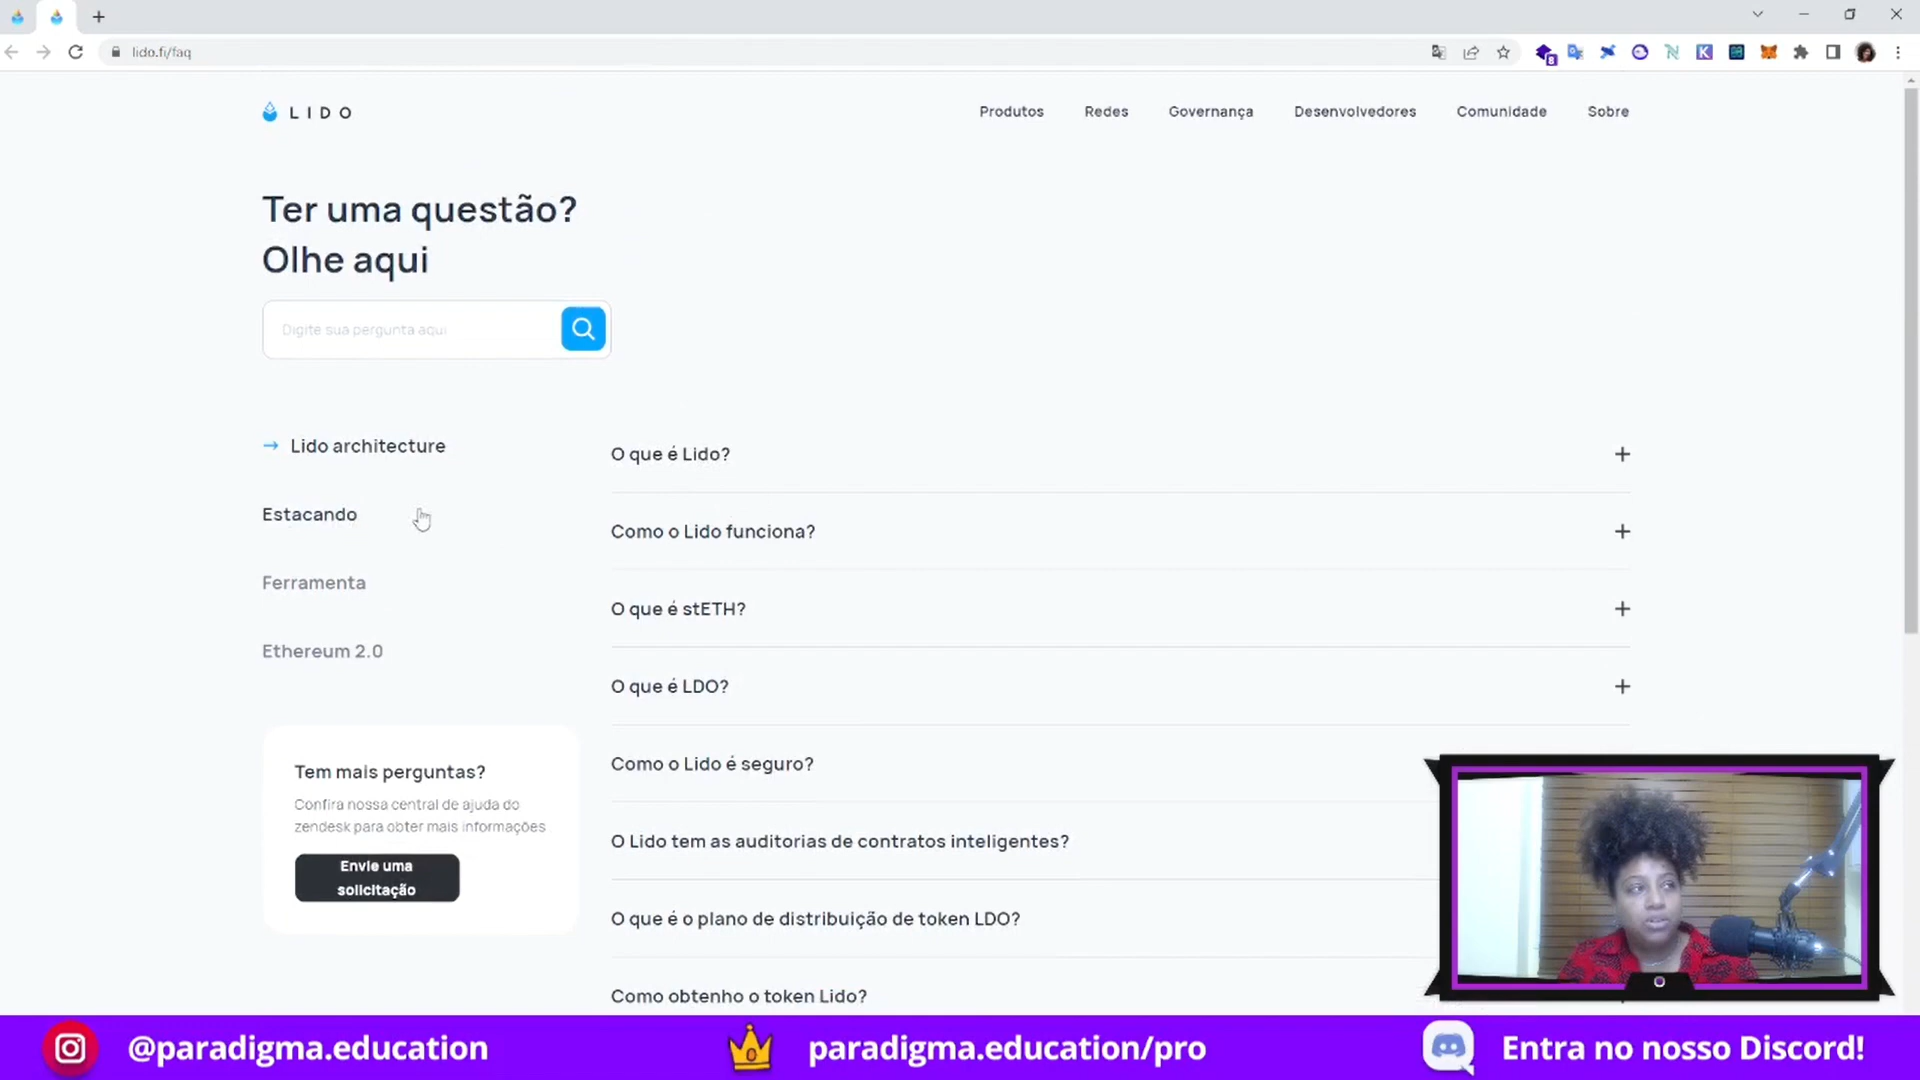 lido.fi/faq
8
K
LIDO
Produtos
Redes
Governança
Desenvolvedores
Comunidade
Sobre
Ter uma questão?
Olhe aqui
Digite sua pergunta aqui
→ Lido architecture
Estacando
Ferramenta
Ethereum 2.0
Tem mais perguntas?
Confira nossa central de ajuda do
zendesk para obter mais informações
Envie uma
solicitação
O que é Lido?
Como o Lido funciona?
O que é stETH?
O que é LDO?
Como o Lido é seguro?
O Lido tem as auditorias de contratos inteligentes?
O que é o plano de distribuição de token LDO?
Como obtenho o token Lido?
@paradigma.education
paradigma.education/pro
Entra no nosso Discord!